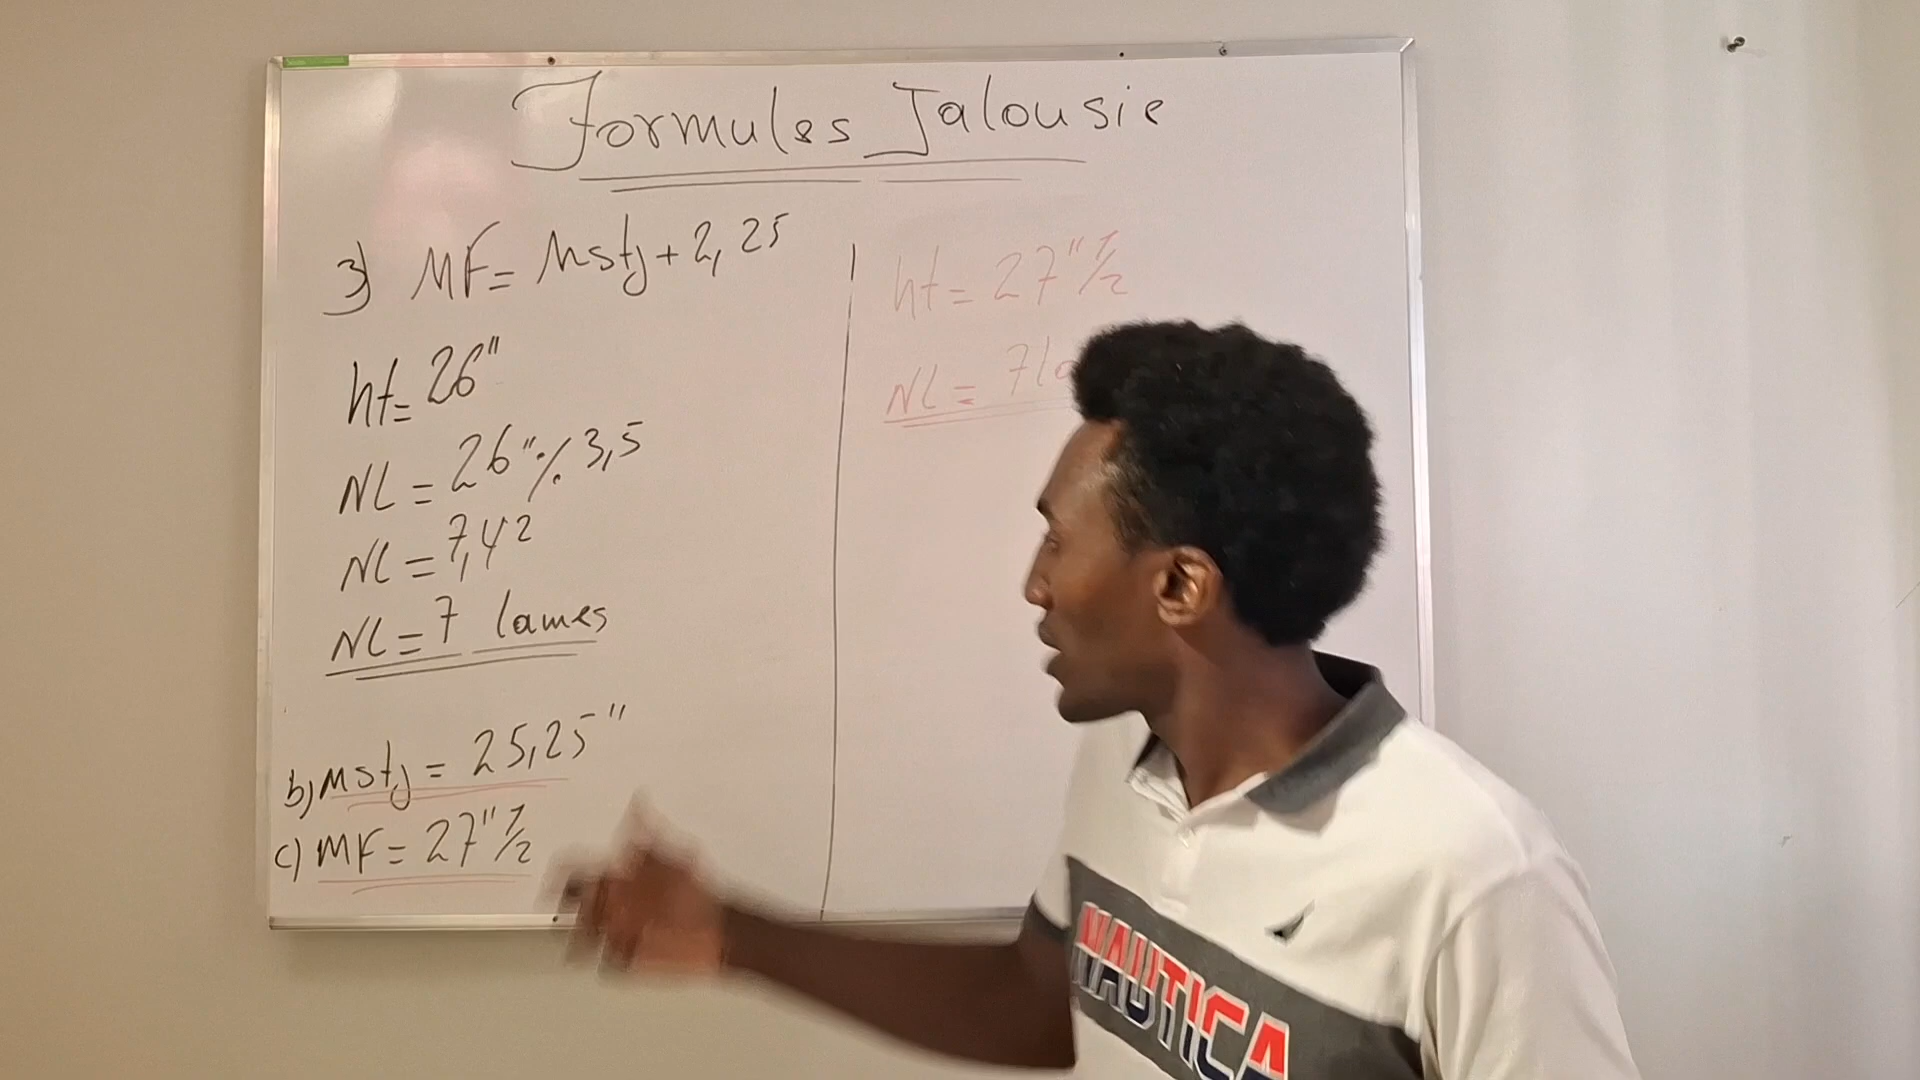 Formules Jalousie
3) MF = Mstj + 2,25
ht = 26"
NL = 26" ٪ 3,5
NL = 7,42
NL = 7 lames
b) Mstj = 25,25"
c) MF = 27" 1/2
ht = 27" 1/2
NL = 7
NAUTICA